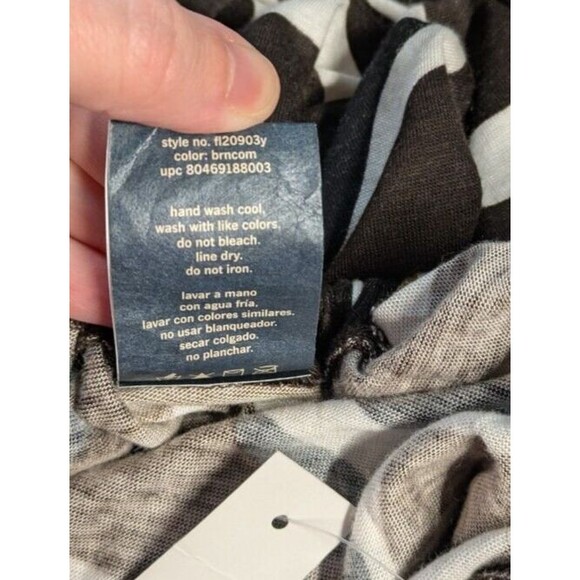 style no. fl20903y
color: brncom
upc 80469188003
hand wash cool,
wash with like colors,
do not bleach.
line dry.
do not iron.
lavar a mano
con agua fría.
lavar con colores similares.
no usar blanqueador.
secar colgado.
no planchar.